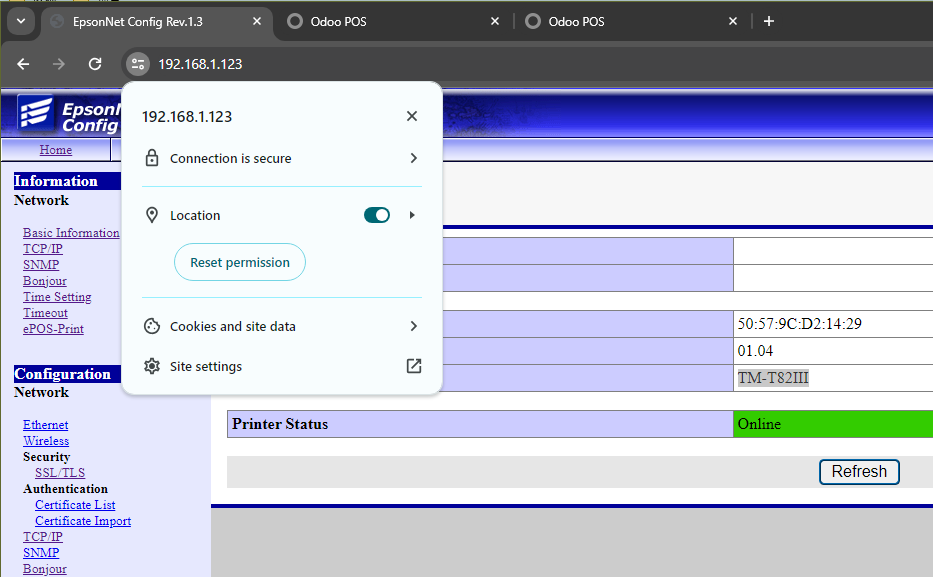 EpsonNet Config Rev.1.3
Odoo POS
Odoo POS
192.168.1.123
192.168.1.123
Connection is secure
Location
Reset permission
Cookies and site data
Site settings
Config
Home
Information
Network
Basic Information
TCP/IP
SNMP
Bonjour
Time Setting
Timeout
ePOS-Print
Configuration
Network
Ethernet
Wireless
Security
SSL/TLS
Authentication
Certificate List
Certificate Import
TCP/IP
SNMP
Bonjour
50:57:9C:D2:14:29
01.04
TM-T82III
Printer Status
Online
Refresh